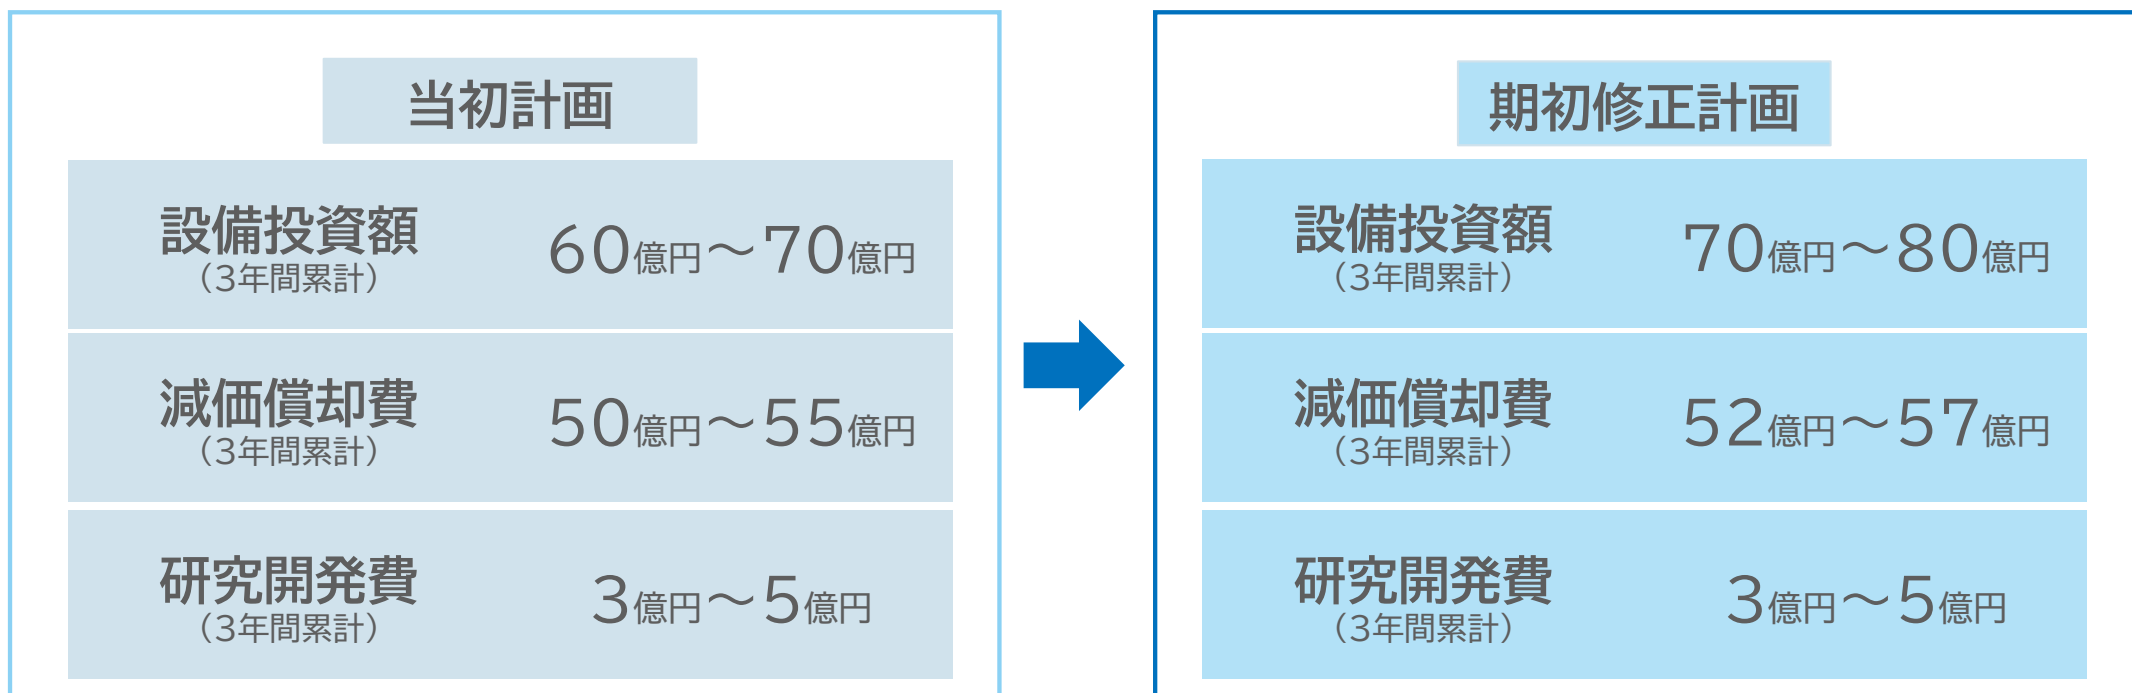 当初計画
設備投資額
（3年間累計）
60億円～70億円
減価償却費
（3年間累計）
50億円～55億円
研究開発費
（3年間累計）
3億円～5億円
期初修正計画
設備投資額
（3年間累計）
70億円～80億円
減価償却費
（3年間累計）
52億円～57億円
研究開発費
（3年間累計）
3億円～5億円